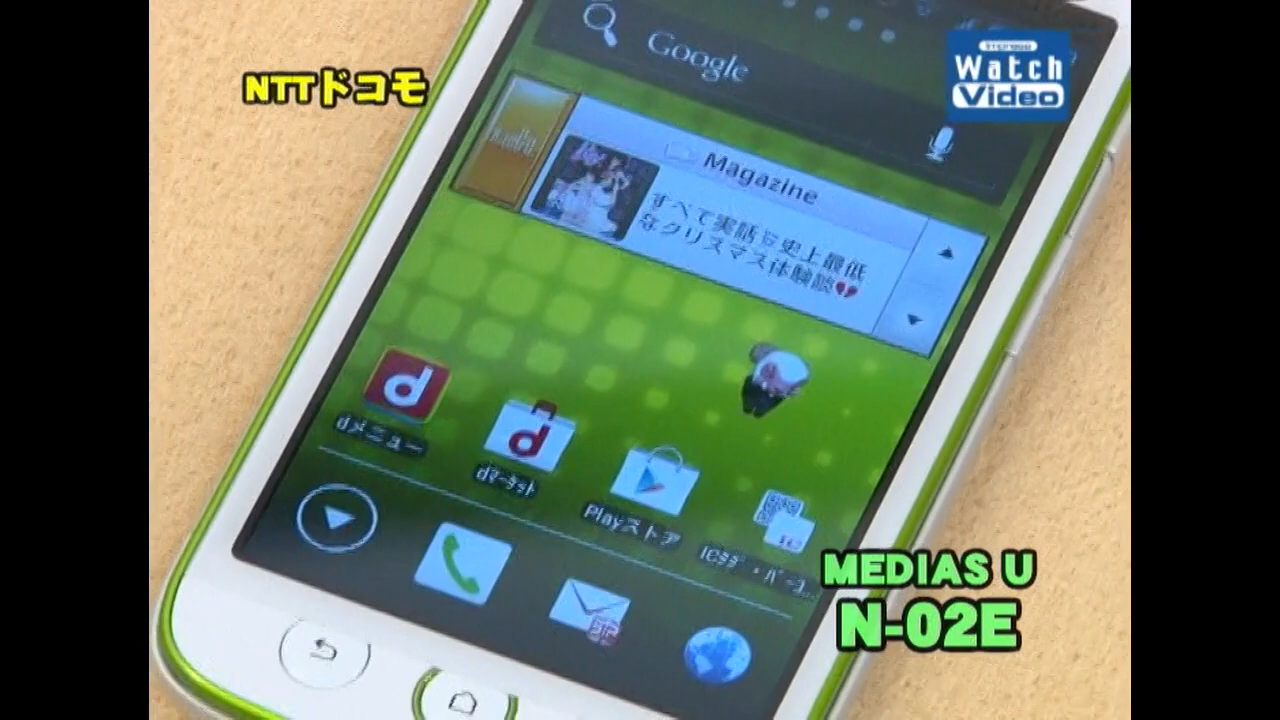 NTTドコモ
Impress
Watch
Video
Google
Magazine
すべて実話 史上最低
なクリスマス体験談
dメニュー
dマーケット
Playストア
MEDIAS U
N-02E